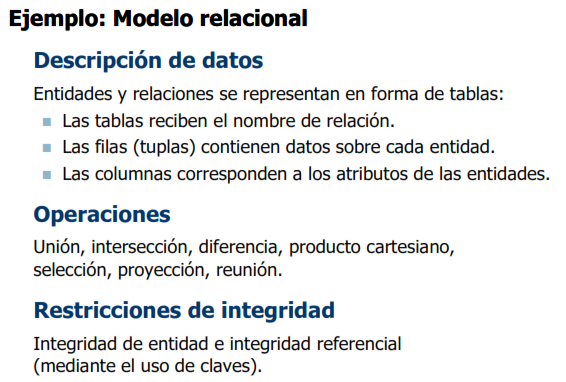 Ejemplo: Modelo relacional
Descripción de datos
Entidades y relaciones se representan en forma de tablas:
Las tablas reciben el nombre de relación.
Las filas (tuplas) contienen datos sobre cada entidad.
Las columnas corresponden a los atributos de las entidades.
Operaciones
Unión, intersección, diferencia, producto cartesiano,
selección, proyección, reunión.
Restricciones de integridad
Integridad de entidad e integridad referencial
(mediante el uso de claves).